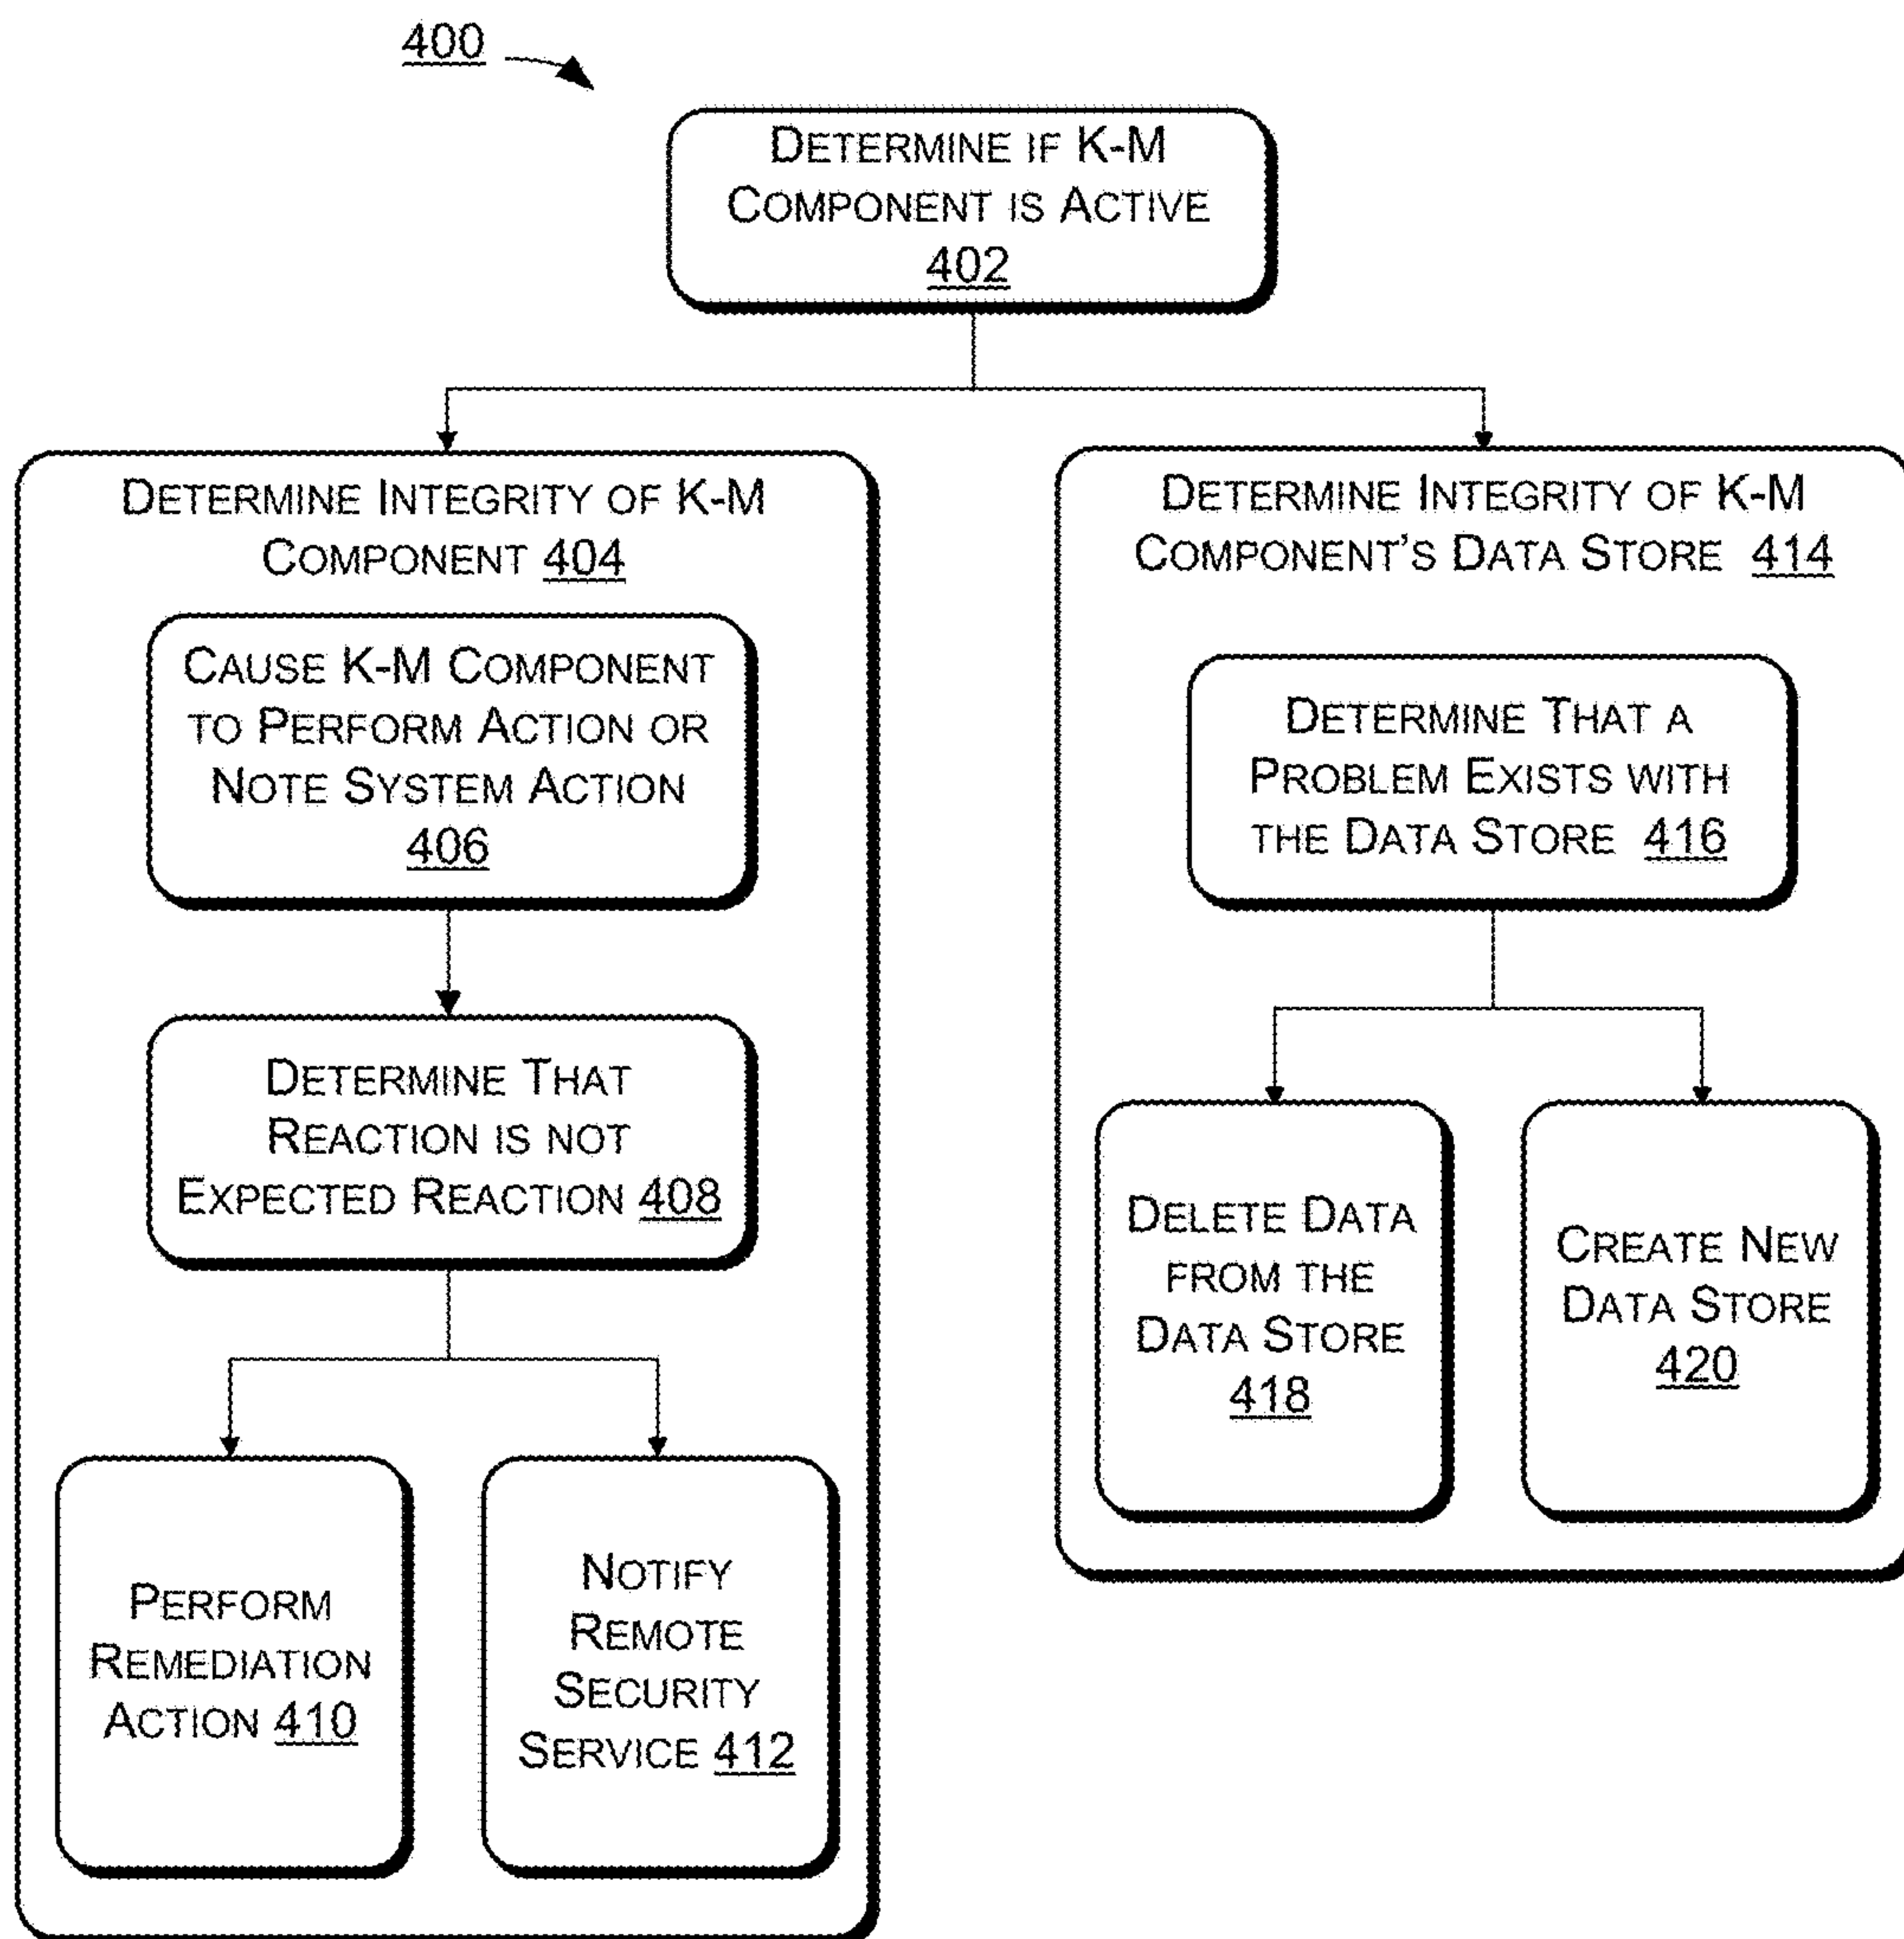 400
DETERMINE IF K-M
COMPONENT IS ACTIVE
402
DETERMINE INTEGRITY OF K-M
COMPONENT 404
CAUSE K-M COMPONENT
TO PERFORM ACTION OR
NOTE SYSTEM ACTION
406
DETERMINE THAT
REACTION IS NOT
EXPECTED REACTION 408
PERFORM
REMEDIATION
ACTION 410
NOTIFY
REMOTE
SECURITY
SERVICE 412
DETERMINE INTEGRITY OF K-M
COMPONENT'S DATA STORE 414
DETERMINE THAT A
PROBLEM EXISTS WITH
THE DATA STORE 416
DELETE DATA
FROM THE
DATA STORE
418
CREATE NEW
DATA STORE
420